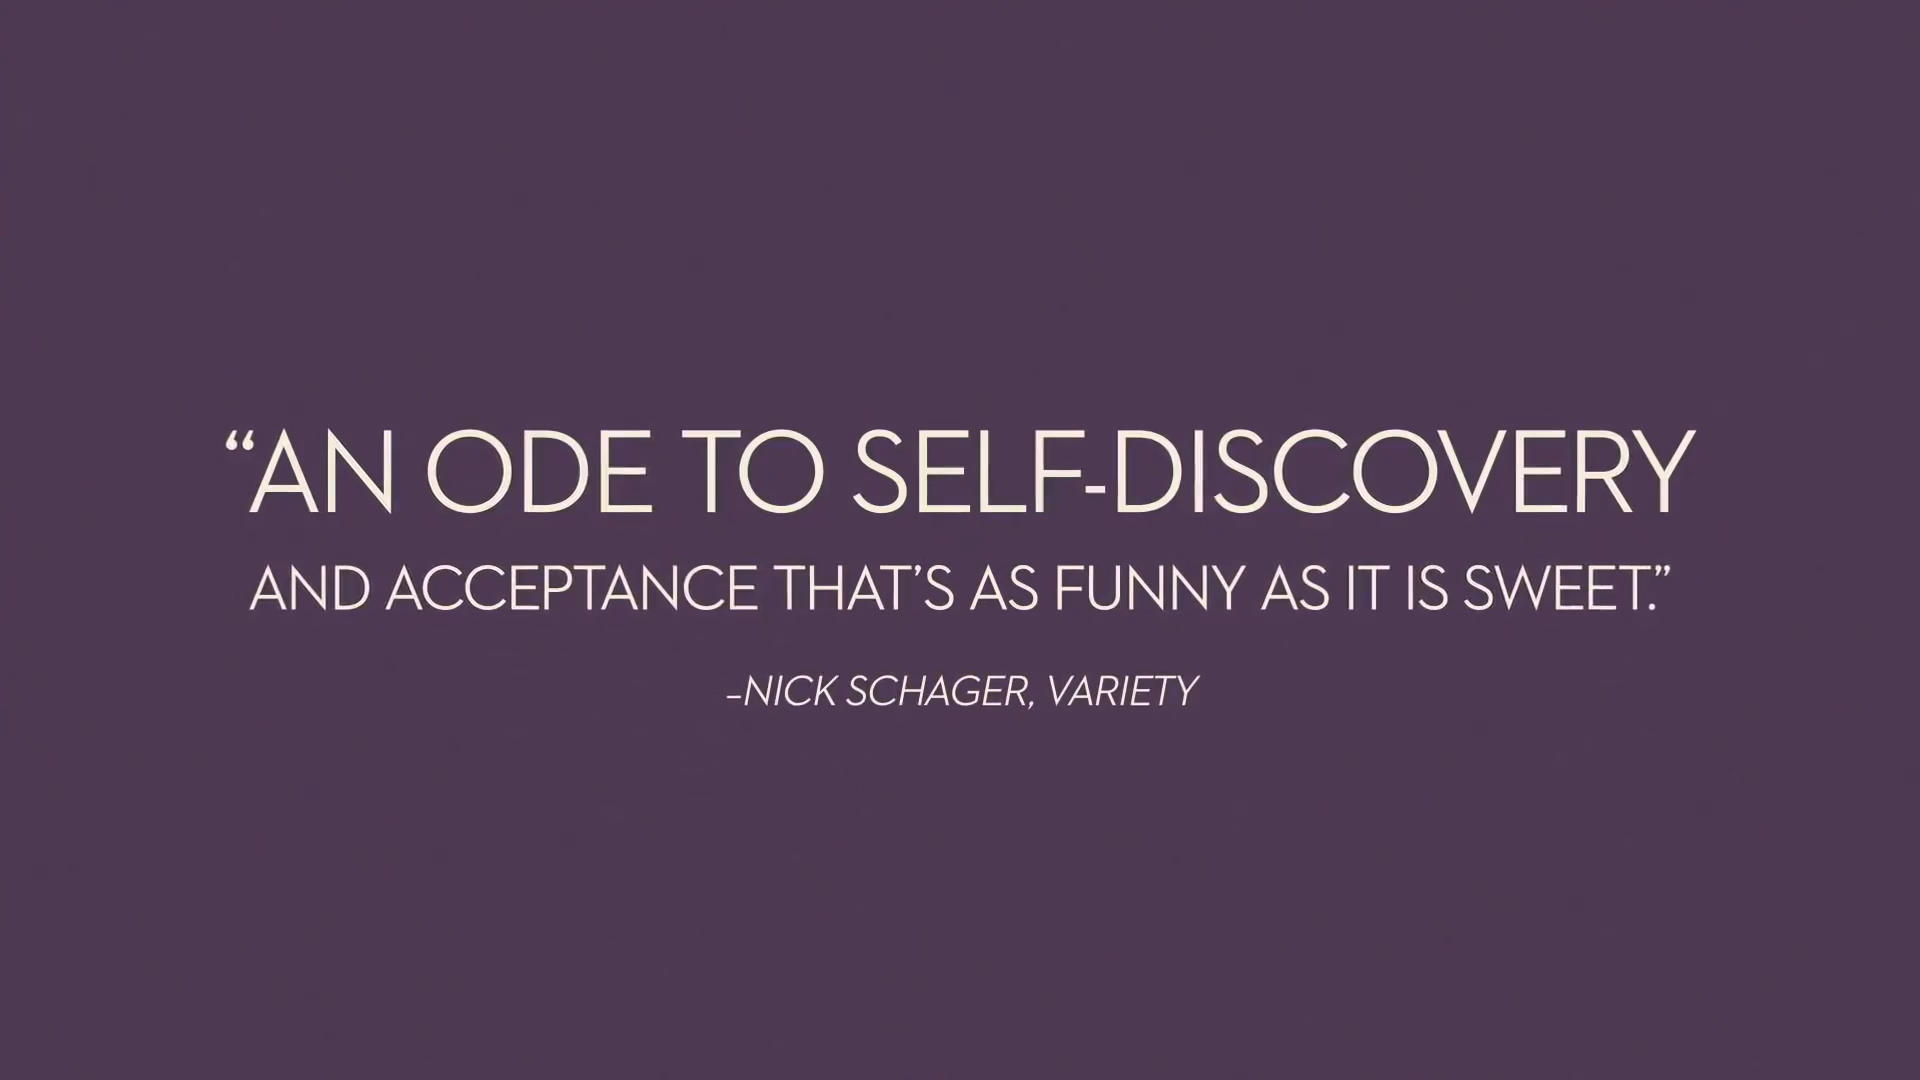 “AN ODE TO SELF-DISCOVERY
AND ACCEPTANCE THAT’S AS FUNNY AS IT IS SWEET.”
–NICK SCHAGER, VARIETY